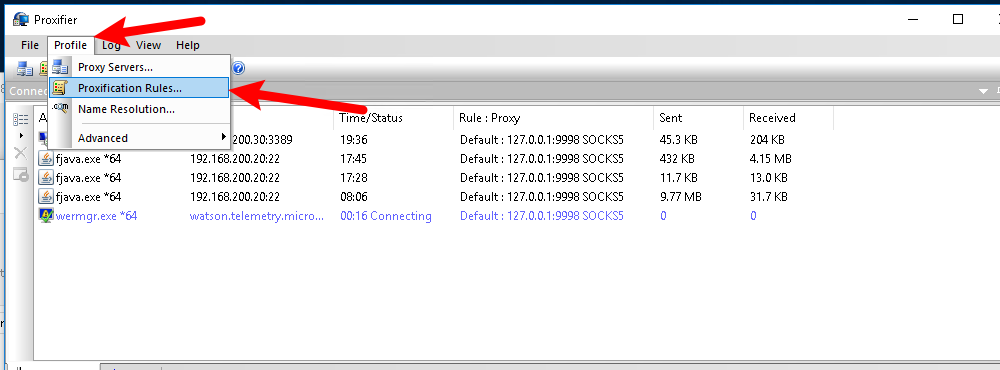 Proxifier
File Profile Log View Help
Proxy Servers...
Proxification Rules...
Name Resolution...
Advanced
Time/Status Rule : Proxy Sent Received
.200.30:3389 19:36 Default : 127.0.0.1:9998 SOCKS5 45.3 KB 204 KB
fjava.exe *64 192.168.200.20:22 17:45 Default : 127.0.0.1:9998 SOCKS5 432 KB 4.15 MB
fjava.exe *64 192.168.200.20:22 17:28 Default : 127.0.0.1:9998 SOCKS5 11.7 KB 13.0 KB
fjava.exe *64 192.168.200.20:22 08:06 Default : 127.0.0.1:9998 SOCKS5 9.77 MB 31.7 KB
wermgr.exe *64 watson.telemetry.micro... 00:16 Connecting Default : 127.0.0.1:9998 SOCKS5 0 0